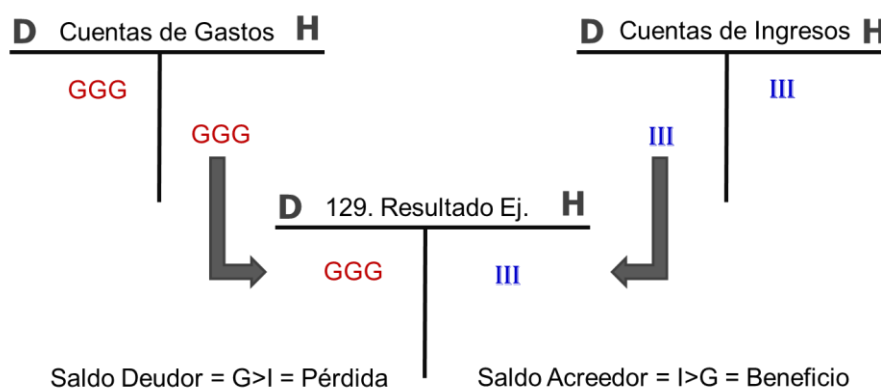 D Cuentas de Gastos H
GGG
GGG
D Cuentas de Ingresos H
III
III
D 129. Resultado Ej. H
GGG III
Saldo Deudor = G>I = Pérdida
Saldo Acreedor = I>G = Beneficio